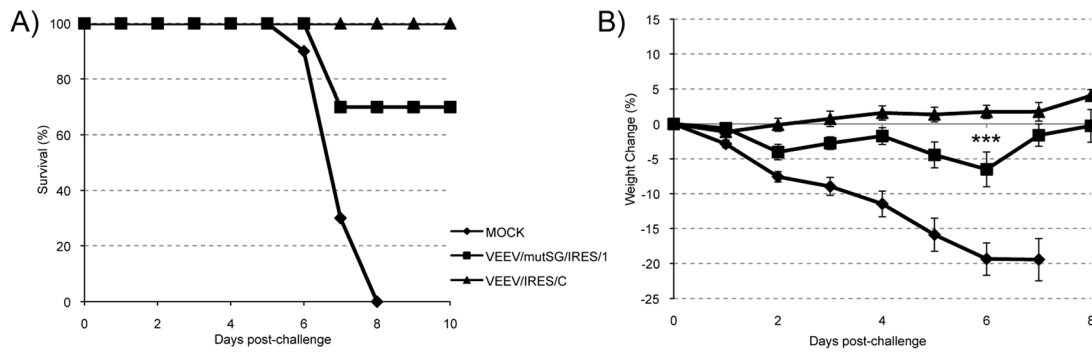 A)
100
80
60
40
20
0
Survival (%)
0 2 4 6 8 10
Days post-challenge
MOCK
VEEV/mutSG/IRES/1
VEEV/IRES/C
B)
15
10
5
0
-5
-10
-15
-20
-25
Weight Change (%)
***
0 2 4 6 8
Days post-challenge